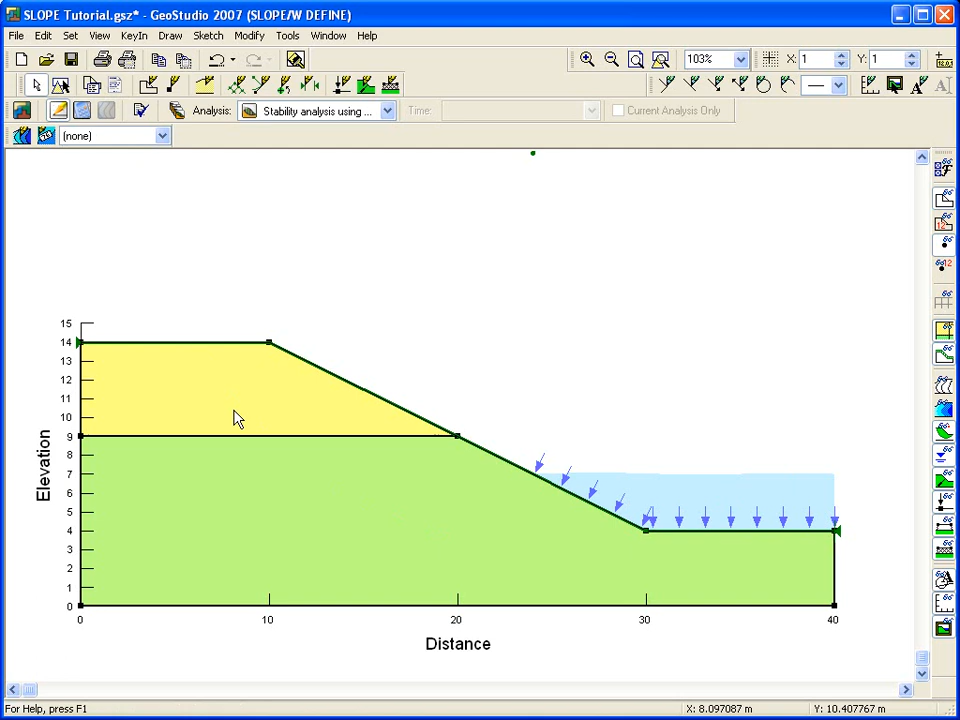 SLOPE Tutorial.gsz* - GeoStudio 2007 (SLOPE/W DEFINE)
File Edit Set View KeyIn Draw Sketch Modify Tools Window Help
103% X: 1 Y: 1
Analysis: Stability analysis using ... Time: Current Analysis Only
(none)
15
14
13
12
11
10
9
8
7
6
5
4
3
2
1
0
Elevation
0 10 20 30 40
Distance
For Help, press F1 X: 8.097087 m Y: 10.407767 m